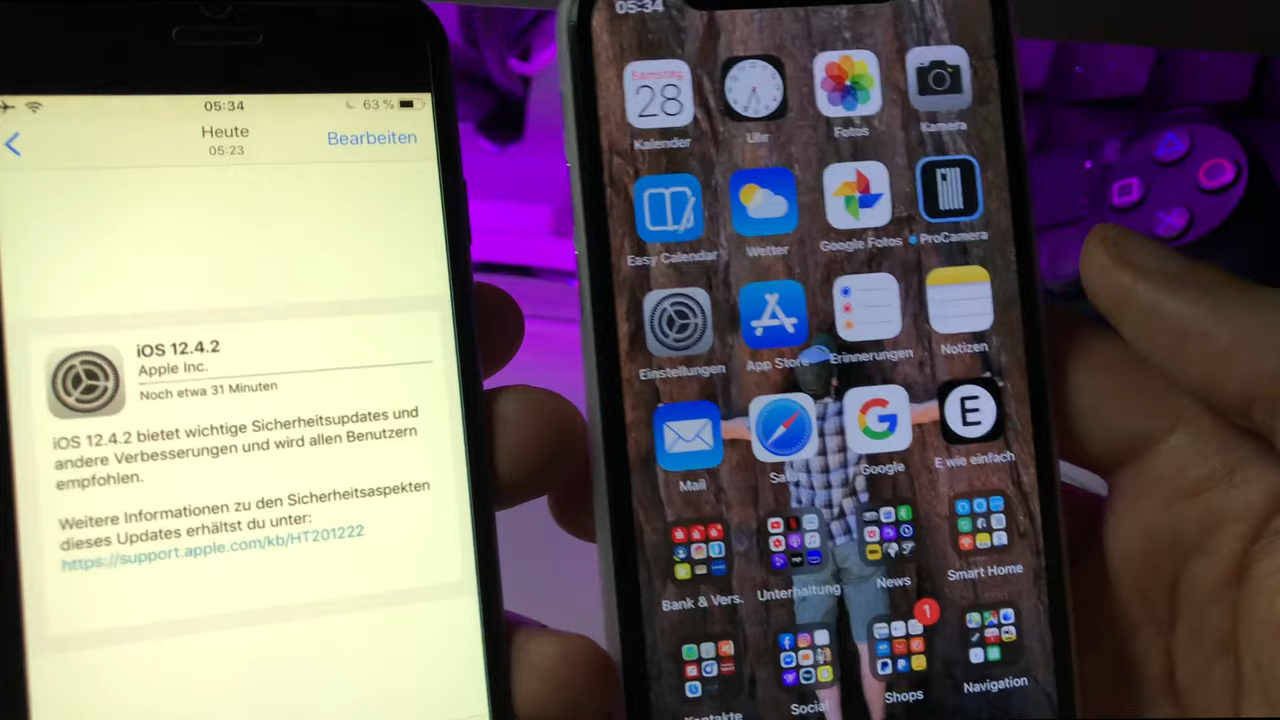 05:34
63 %
Heute
05:23
Bearbeiten
iOS 12.4.2
Apple Inc.
Noch etwa 31 Minuten
iOS 12.4.2 bietet wichtige Sicherheitsupdates und
andere Verbesserungen und wird allen Benutzern
empfohlen.
Weitere Informationen zu den Sicherheitsaspekten
dieses Updates erhältst du unter:
https://support.apple.com/kb/HT201222
05:34
Samstag
28
Kalender
Uhr
Fotos
Kamera
Easy Calendar
Wetter
Google Fotos
ProCamera
Einstellungen
App Store
Erinnerungen
Notizen
Mail
Safari
G
Google
E
E wie einfach
Bank & Vers.
Unterhaltung
News
Smart Home
1
Kontakte
Social
Shops
Navigation